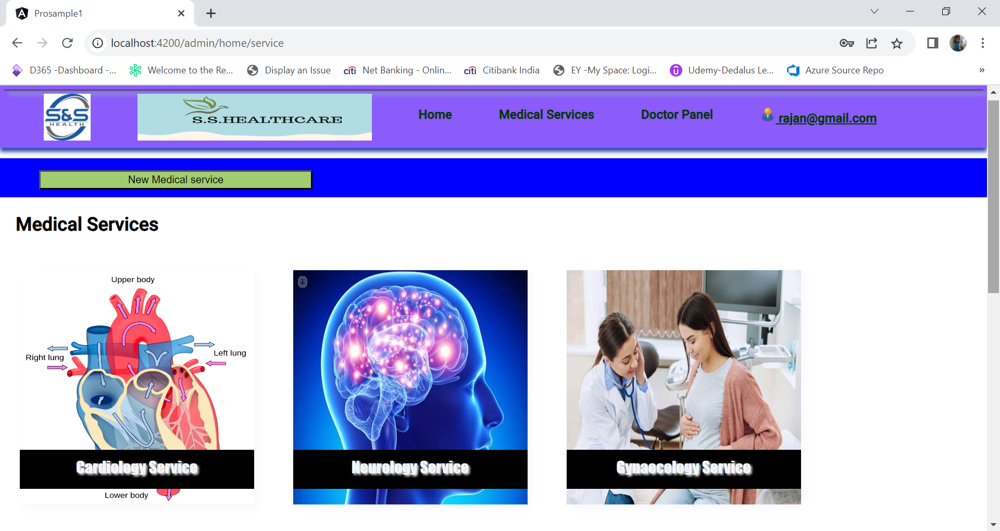 Prosample1
localhost:4200/admin/home/service
D365 -Dashboard -...
Welcome to the Re...
Display an Issue
citi
Net Banking - Onlin...
citi
Citibank India
EY -My Space: Logi...
Udemy-Dedalus Le...
Azure Source Repo
»
S&S
HEALTH
S.S.HEALTHCARE
Home
Medical Services
Doctor Panel
rajan@gmail.com
New Medical service
Medical Services
Upper body
Right lung
Left lung
Cardiology Service
Lower body
Neurology Service
Gynaecology Service